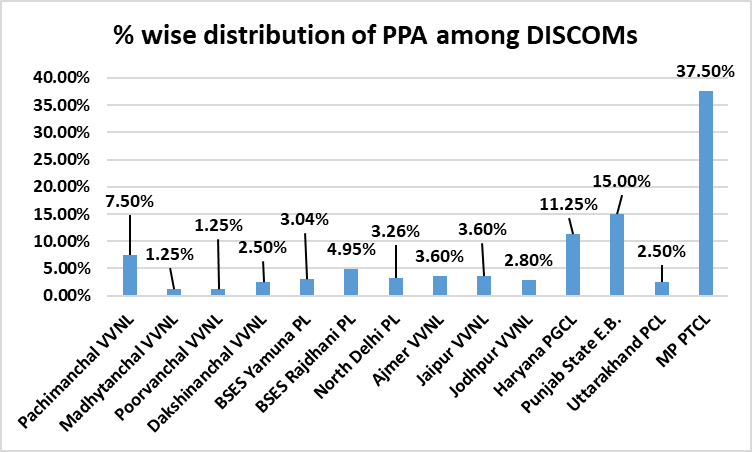 % wise distribution of PPA among DISCOMs
40.00%
35.00%
30.00%
25.00%
20.00%
15.00%
10.00%
5.00%
0.00%
7.50%
1.25%
1.25%
2.50%
3.04%
4.95%
3.26%
3.60%
3.60%
2.80%
11.25%
15.00%
2.50%
37.50%
Pachimanchal VVNL
Madhytanchal VVNL
Poorvanchal VVNL
Dakshinanchal VVNL
BSES Yamuna PL
BSES Rajdhani PL
North Delhi PL
Ajmer VVNL
Jaipur VVNL
Jodhpur VVNL
Haryana PGCL
Punjab State E.B.
Uttarakhand PCL
MP PTCL